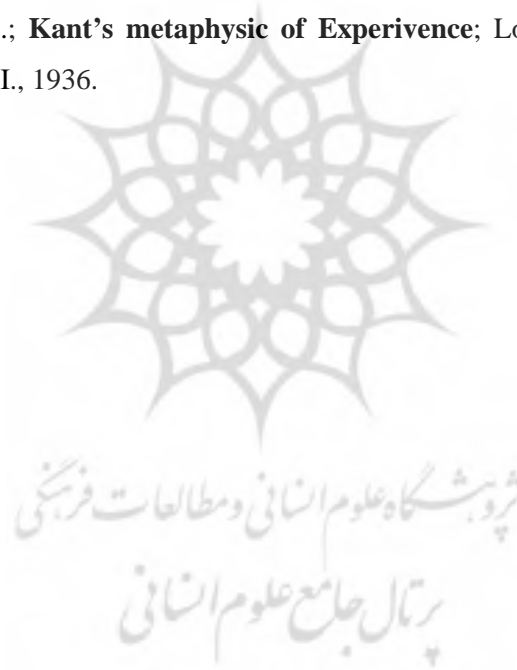 .; Kant's metaphysic of Experivence; Lo
I., 1936.
پژوهشگاه علوم انسانی و مطالعات فرهنگی
پرتال جامع علوم انسانی